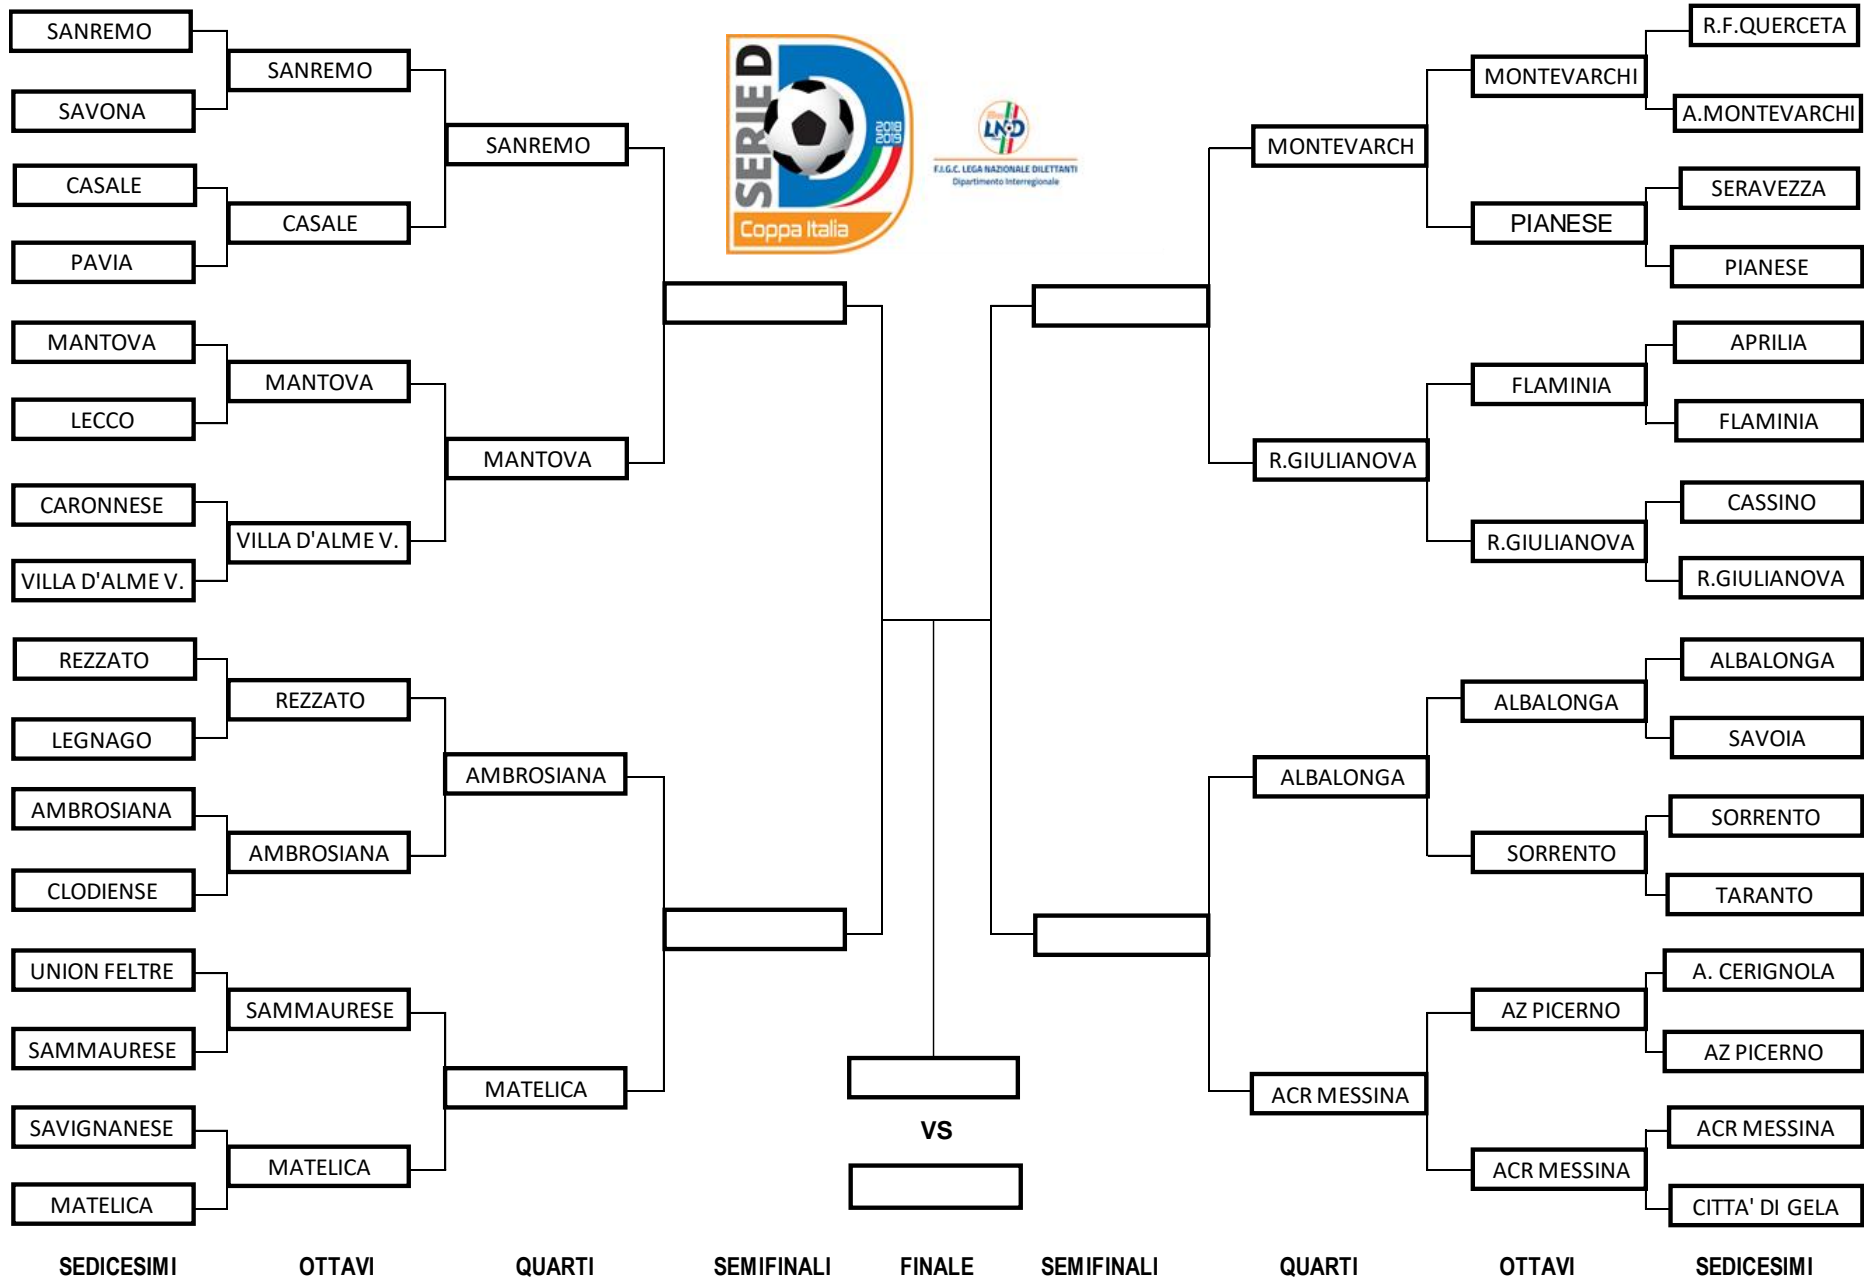 SANREMO
SAVONA
CASALE
PAVIA
MANTOVA
LECCO
CARONNESE
VILLA D'ALME V.
REZZATO
LEGNAGO
AMBROSIANA
CLODIENSE
UNION FELTRE
SAMMAURESE
SAVIGNANESE
MATELICA
SEDICESIMI
SANREMO
CASALE
MANTOVA
VILLA D'ALME V.
REZZATO
AMBROSIANA
SAMMAURESE
MATELICA
OTTAVI
SANREMO
MANTOVA
AMBROSIANA
MATELICA
QUARTI
SEMIFINALI
SERIE D
2018
2019
Coppa Italia
LND
F.I.G.C. LEGA NAZIONALE DILETTANTI
Dipartimento Interregionale
VS
FINALE
SEMIFINALI
MONTEVARCH
R.GIULIANOVA
ALBALONGA
ACR MESSINA
QUARTI
MONTEVARCHI
PIANESE
FLAMINIA
R.GIULIANOVA
ALBALONGA
SORRENTO
AZ PICERNO
ACR MESSINA
OTTAVI
R.F.QUERCETA
A.MONTEVARCHI
SERAVEZZA
PIANESE
APRILIA
FLAMINIA
CASSINO
R.GIULIANOVA
ALBALONGA
SAVOIA
SORRENTO
TARANTO
A. CERIGNOLA
AZ PICERNO
ACR MESSINA
CITTA' DI GELA
SEDICESIMI